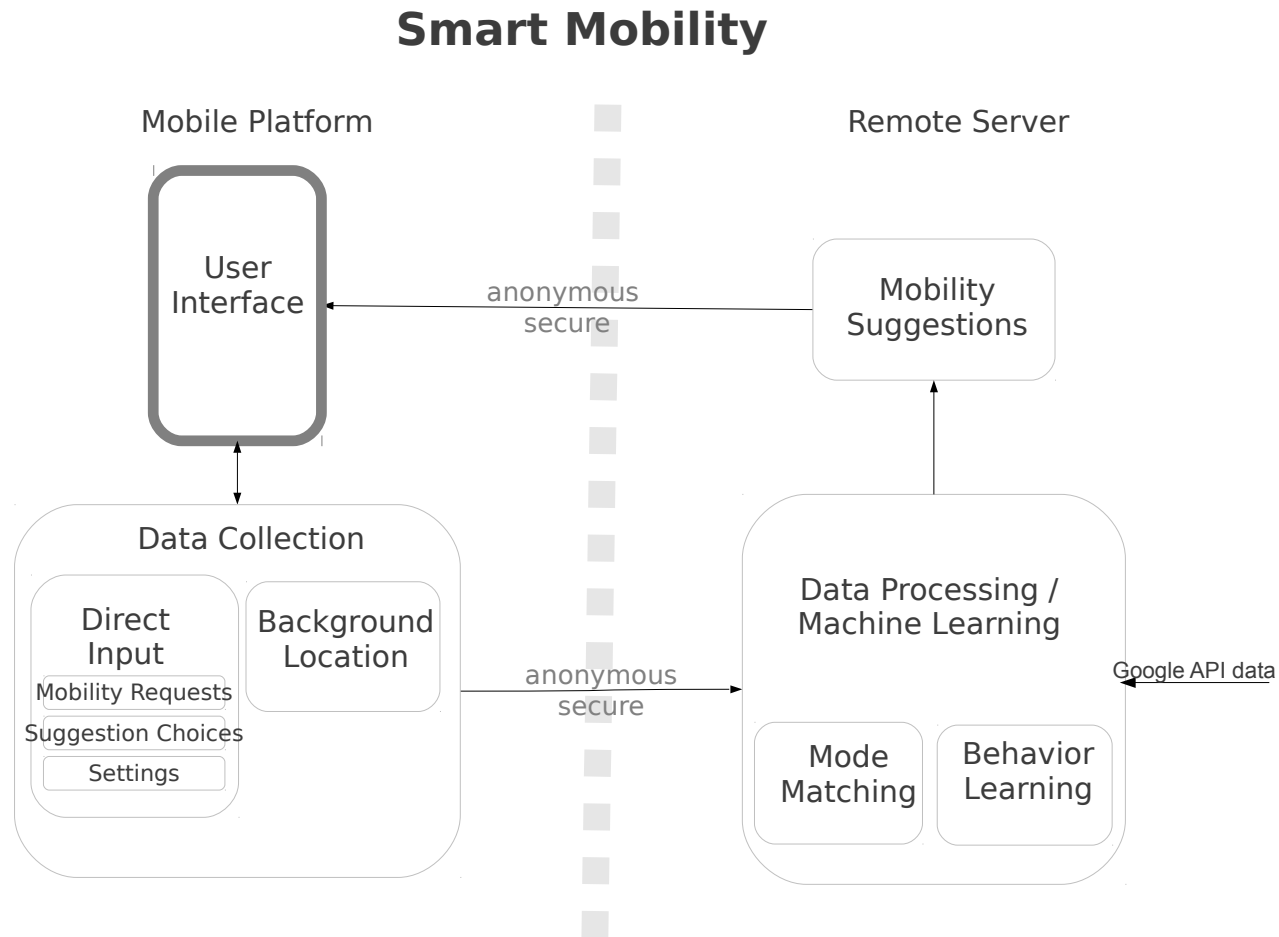 Smart Mobility
Mobile Platform
Remote Server
User
Interface
anonymous
secure
Mobility
Suggestions
Data Collection
Direct
Input
Mobility Requests
Suggestion Choices
Settings
Background
Location
anonymous
secure
Data Processing /
Machine Learning
Google API data
Mode
Matching
Behavior
Learning